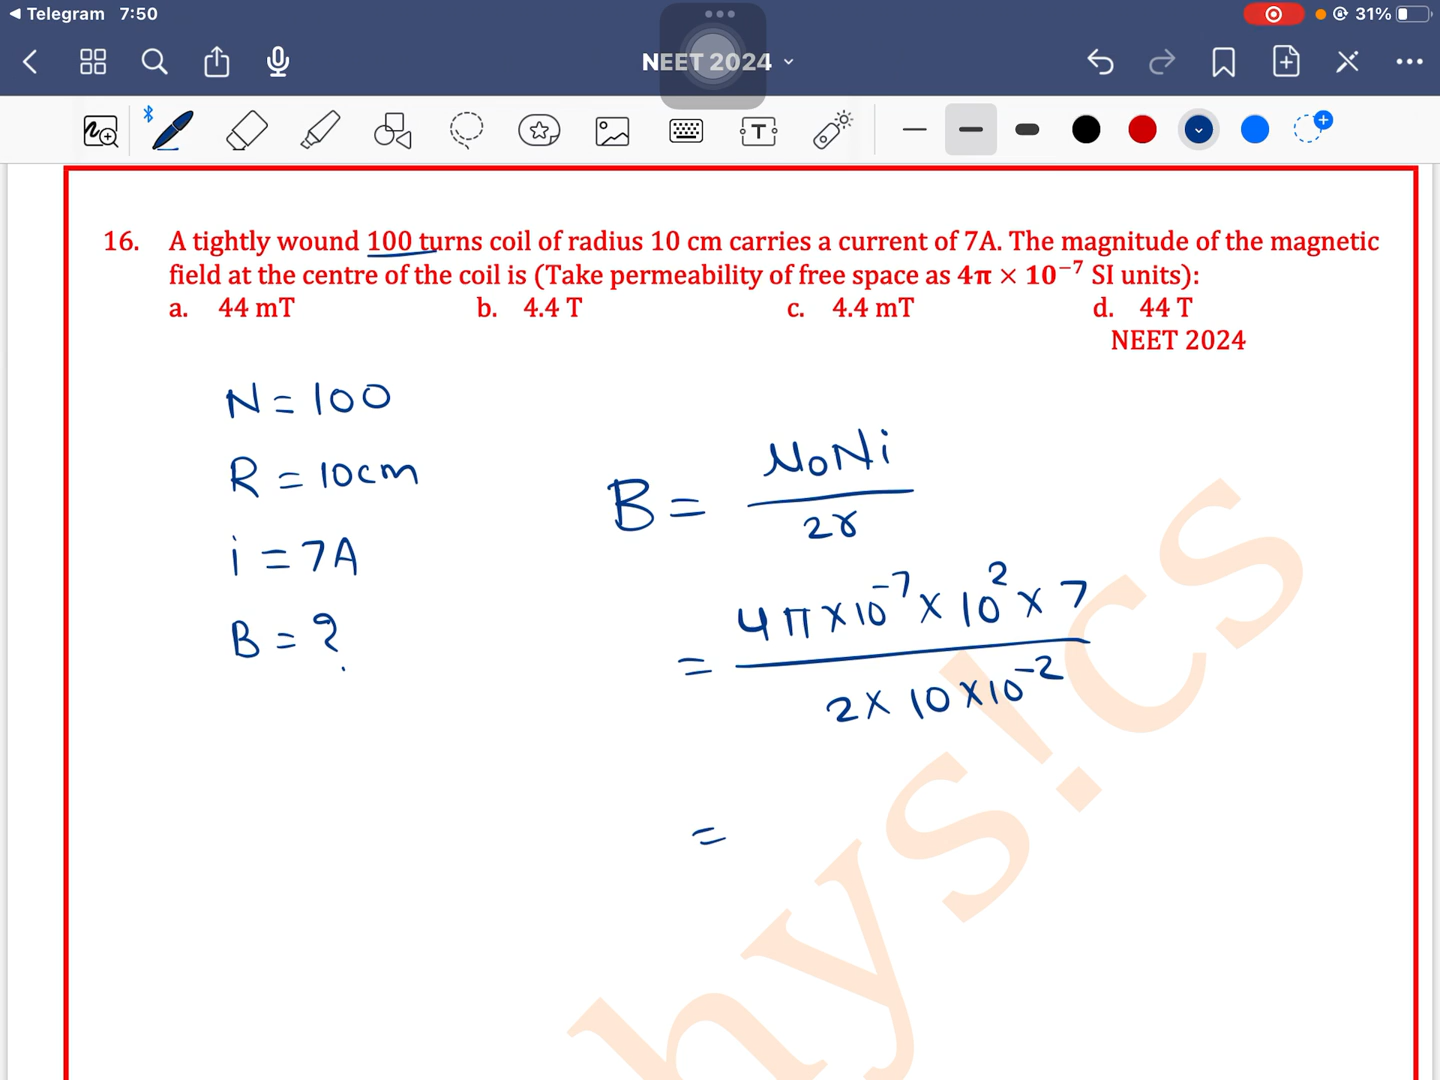 Telegram 7:50 31%
NEET 2024
T
16. A tightly wound 100 turns coil of radius 10 cm carries a current of 7A. The magnitude of the magnetic
field at the centre of the coil is (Take permeability of free space as 4π × 10⁻⁷ SI units):
a. 44 mT b. 4.4 T c. 4.4 mT d. 44 T
NEET 2024
N = 100
R = 10cm
i = 7A
B = ?
B = μ₀Ni / 2r
= 4π × 10⁻⁷ × 10² × 7 / 2 × 10 × 10⁻²
=
hys!cs